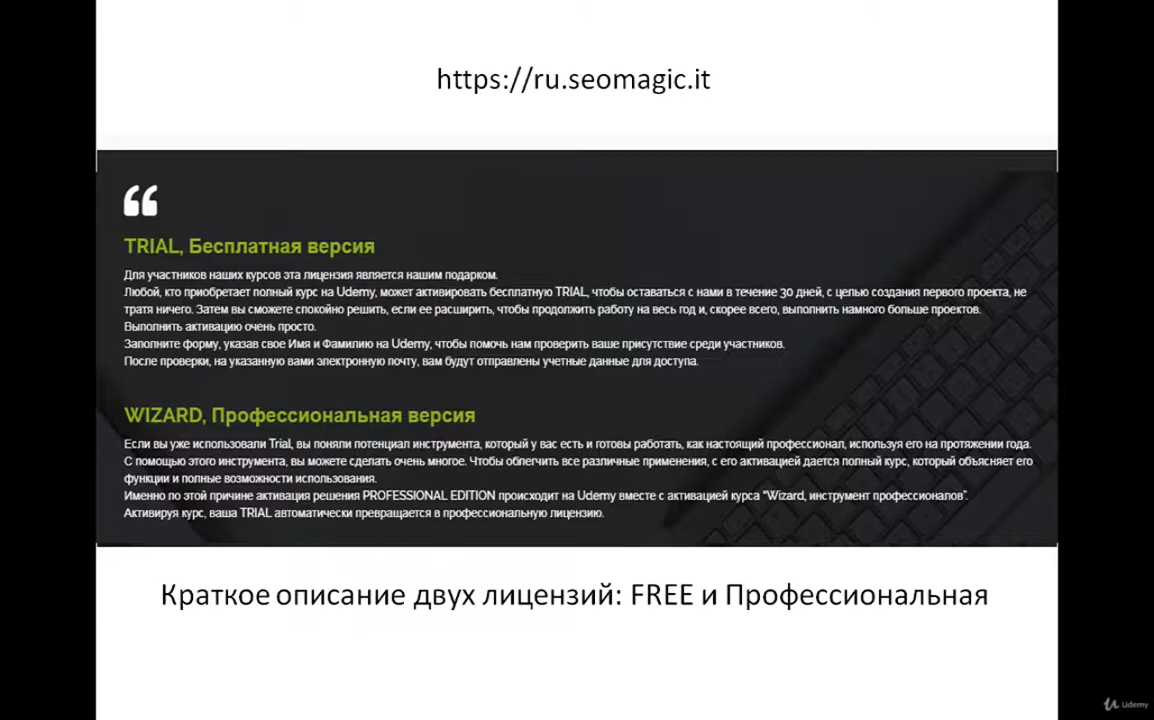 https://ru.seomagic.it
TRIAL, Бесплатная версия
Для участников наших курсов эта лицензия является нашим подарком.
Любой, кто приобретает полный курс на Udemy, может активировать бесплатную TRIAL, чтобы оставаться с нами в течение 30 дней, с целью создания первого проекта, не
тратя ничего. Затем вы сможете спокойно решить, если ее расширить, чтобы продолжить работу на весь год и, скорее всего, выполнить намного больше проектов.
Выполнить активацию очень просто.
Заполните форму, указав свое Имя и Фамилию на Udemy, чтобы помочь нам проверить ваше присутствие среди участников.
После проверки, на указанную вами электронную почту, вам будут отправлены учетные данные для доступа.
WIZARD, Профессиональная версия
Если вы уже использовали Trial, вы поняли потенциал инструмента, который у вас есть и готовы работать, как настоящий профессионал, используя его на протяжении года.
С помощью этого инструмента, вы можете сделать очень многое. Чтобы облегчить все различные применения, с его активацией дается полный курс, который объясняет его
функции и полные возможности использования.
Именно по этой причине активация решения PROFESSIONAL EDITION происходит на Udemy вместе с активацией курса “Wizard, инструмент профессионалов”.
Активируя курс, ваша TRIAL автоматически превращается в профессиональную лицензию.
Краткое описание двух лицензий: FREE и Профессиональная
Udemy